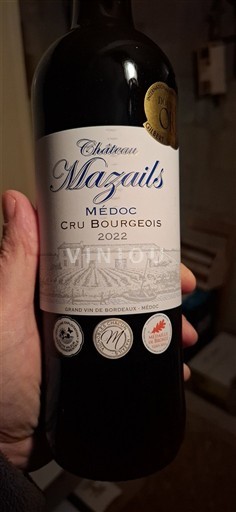 Château
Mazails
MÉDOC
CRU BOURGEOIS
2022
VINIOU
GRAND VIN DE BORDEAUX - MÉDOC